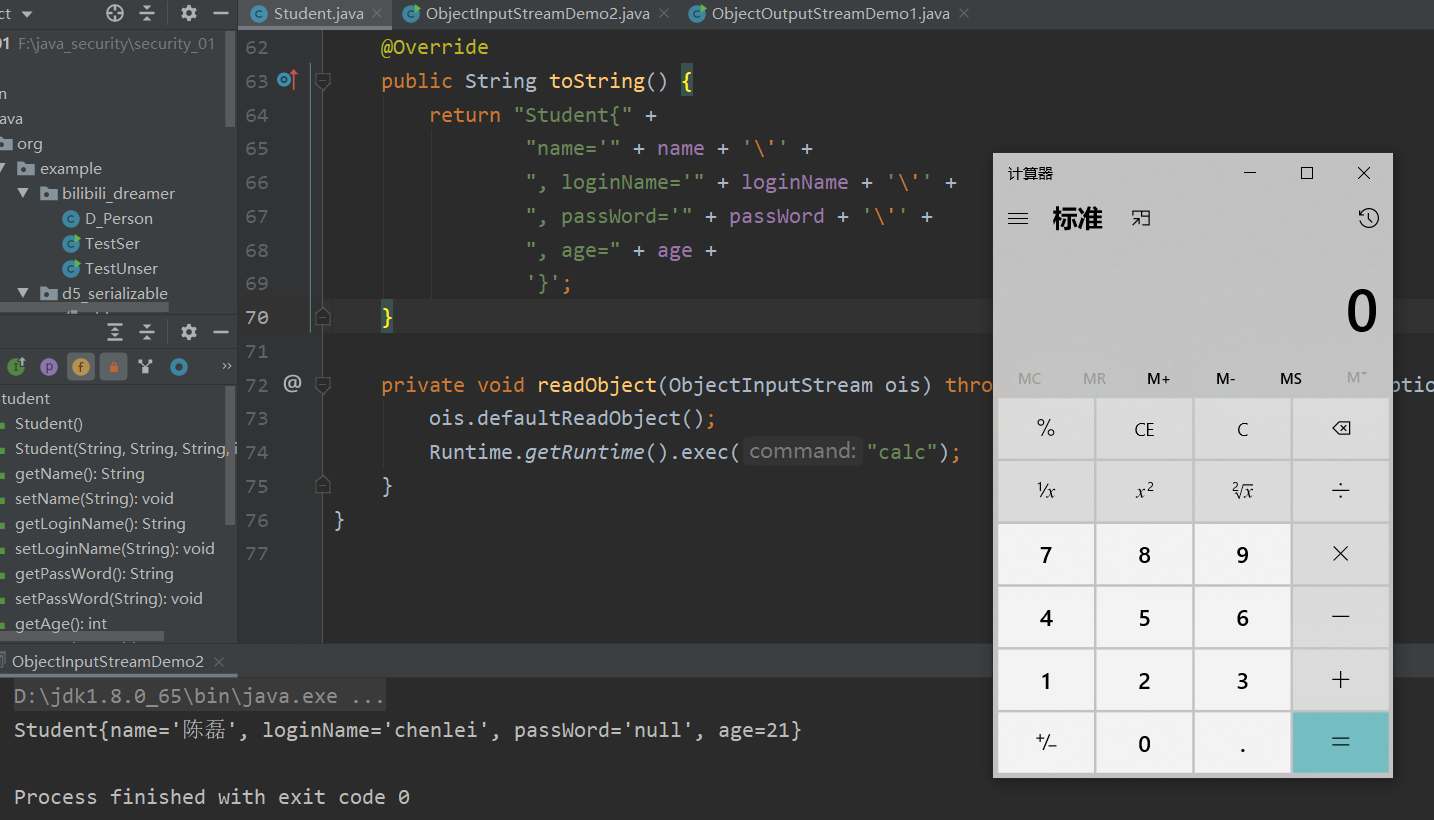 ct Student.java ObjectInputStreamDemo2.java ObjectOutputStreamDemo1.java
01 F:\java_security\security_01
n
ava
org
example
bilibili_dreamer
D_Person
TestSer
TestUnser
d5_serializable
62 @Override
63 public String toString() {
64 return "Student{" +
65 "name='" + name + '\'' +
66 ", loginName='" + loginName + '\'' +
67 ", passWord='" + passWord + '\'' +
68 ", age=" + age +
69 '}';
70 }
71
72 @ private void readObject(ObjectInputStream ois) thro ptio
73 ois.defaultReadObject();
74 Runtime.getRuntime().exec( command: "calc");
75 }
76 }
77
I p f
tudent
Student()
Student(String, String, String, i
getName(): String
setName(String): void
getLoginName(): String
setLoginName(String): void
getPassWord(): String
setPassWord(String): void
getAge(): int
计算器
标准
0
MC MR M+ M- MS M˅
% CE C
¹⁄x x² ²√x ÷
7 8 9 ×
4 5 6 −
1 2 3 +
+/− 0 . =
ObjectInputStreamDemo2
D:\jdk1.8.0_65\bin\java.exe ...
Student{name='陈磊', loginName='chenlei', passWord='null', age=21}
Process finished with exit code 0